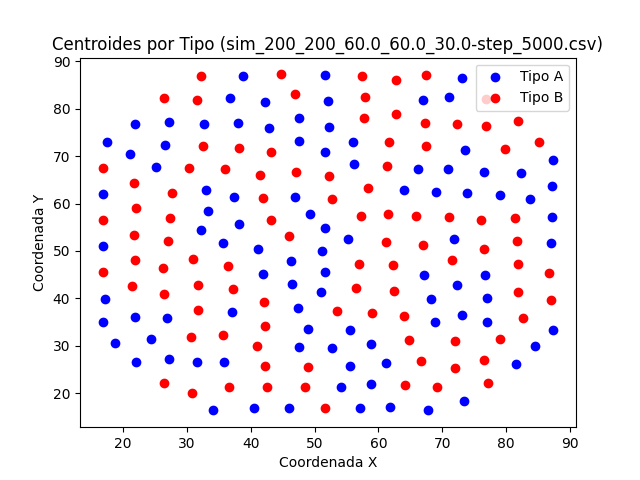 Centroides por Tipo (sim_200_200_60.0_60.0_30.0-step_5000.csv)
Tipo A
Tipo B
90
80
70
60
50
40
30
20
Coordenada Y
20 30 40 50 60 70 80 90
Coordenada X